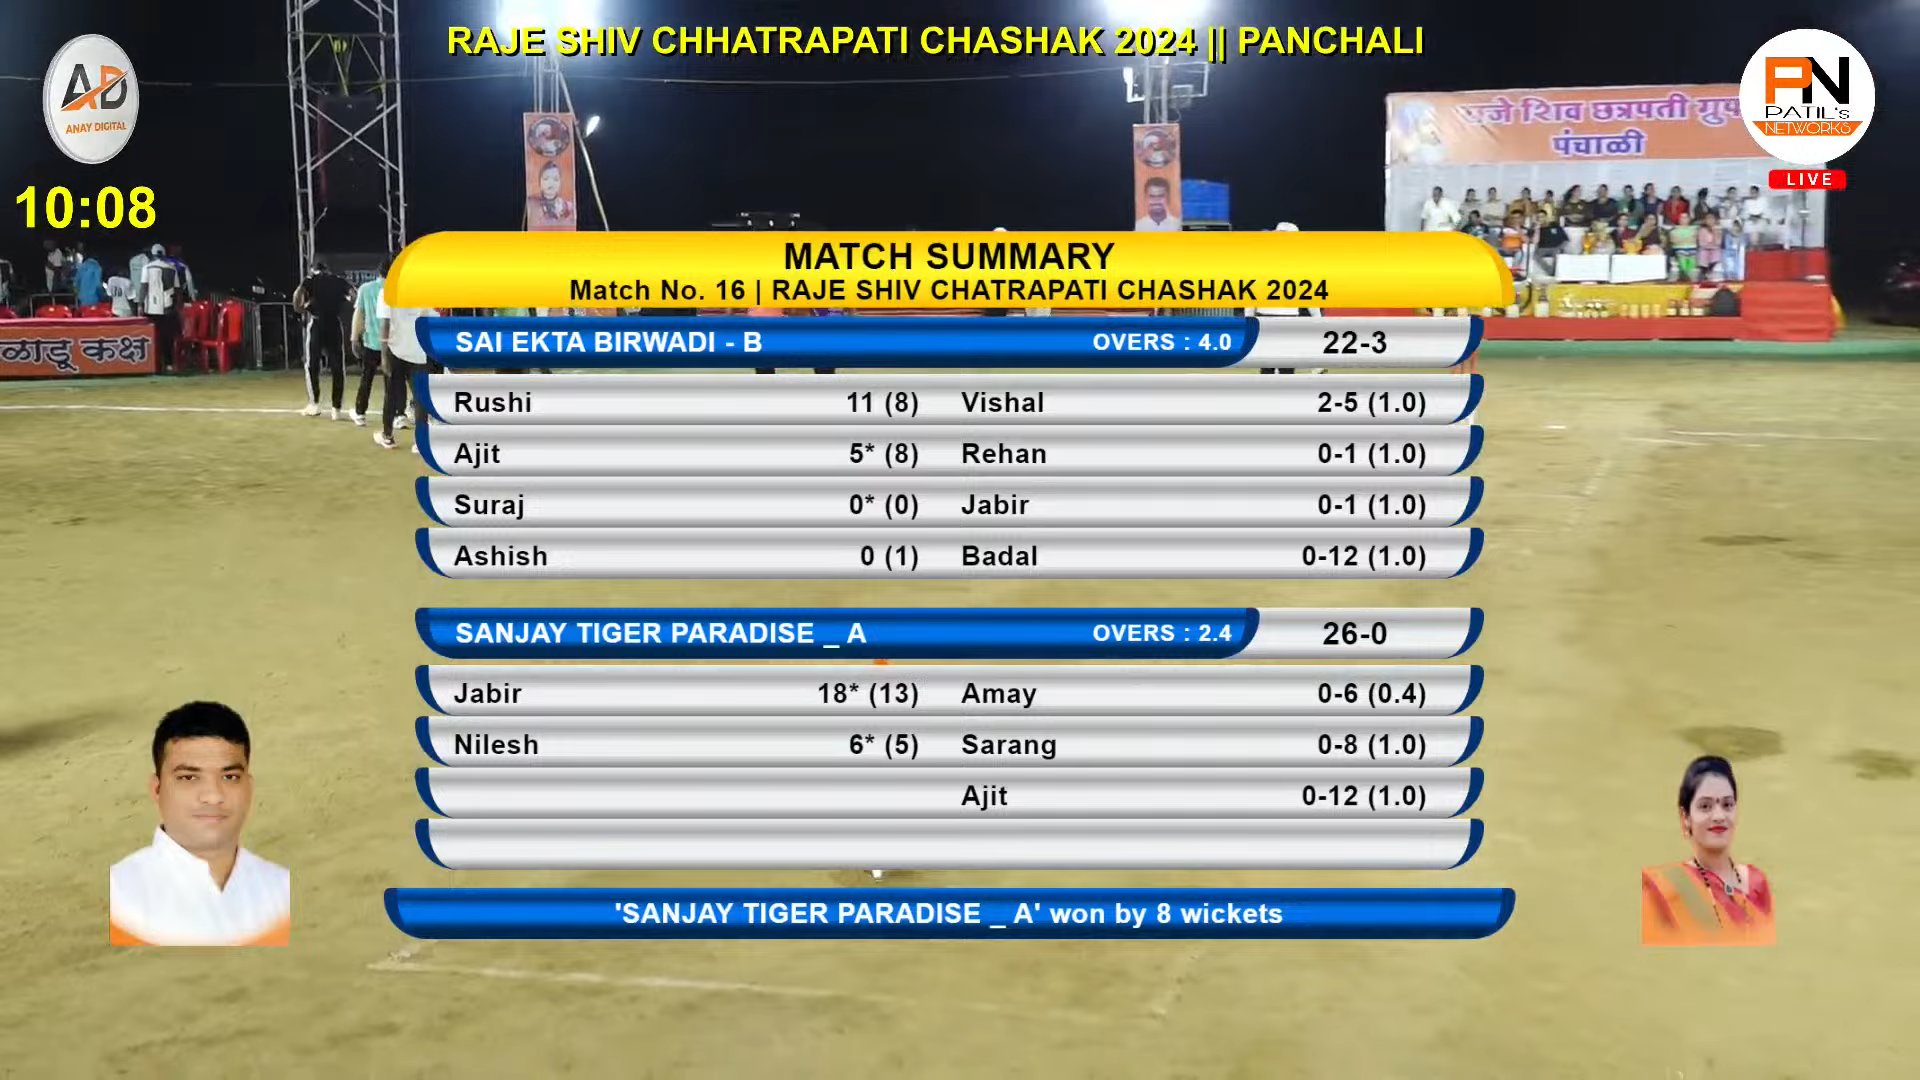 RAJE SHIV CHHATRAPATI CHASHAK 2024 || PANCHALI
AD
ANAY DIGITAL
10:08
PN
PATIL's
NETWORKS
LIVE
राजे शिव छत्रपती ग्रुप
पंचाळी
MATCH SUMMARY
Match No. 16 | RAJE SHIV CHATRAPATI CHASHAK 2024
SAI EKTA BIRWADI - B OVERS : 4.0 22-3
Rushi 11 (8) Vishal 2-5 (1.0)
Ajit 5* (8) Rehan 0-1 (1.0)
Suraj 0* (0) Jabir 0-1 (1.0)
Ashish 0 (1) Badal 0-12 (1.0)
ळाडू कक्ष
SANJAY TIGER PARADISE _ A OVERS : 2.4 26-0
Jabir 18* (13) Amay 0-6 (0.4)
Nilesh 6* (5) Sarang 0-8 (1.0)
Ajit 0-12 (1.0)
'SANJAY TIGER PARADISE _ A' won by 8 wickets